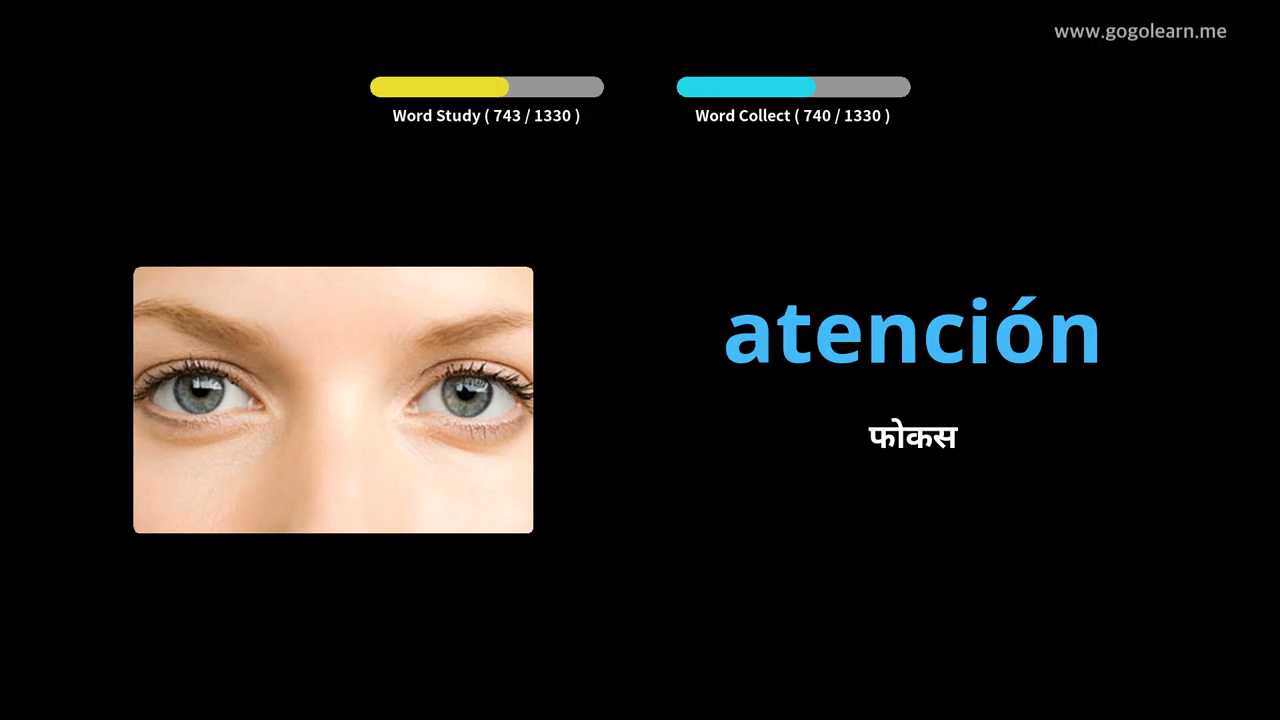 www.gogolearn.me
Word Study ( 743 / 1330 )
Word Collect ( 740 / 1330 )
atención
फोकस